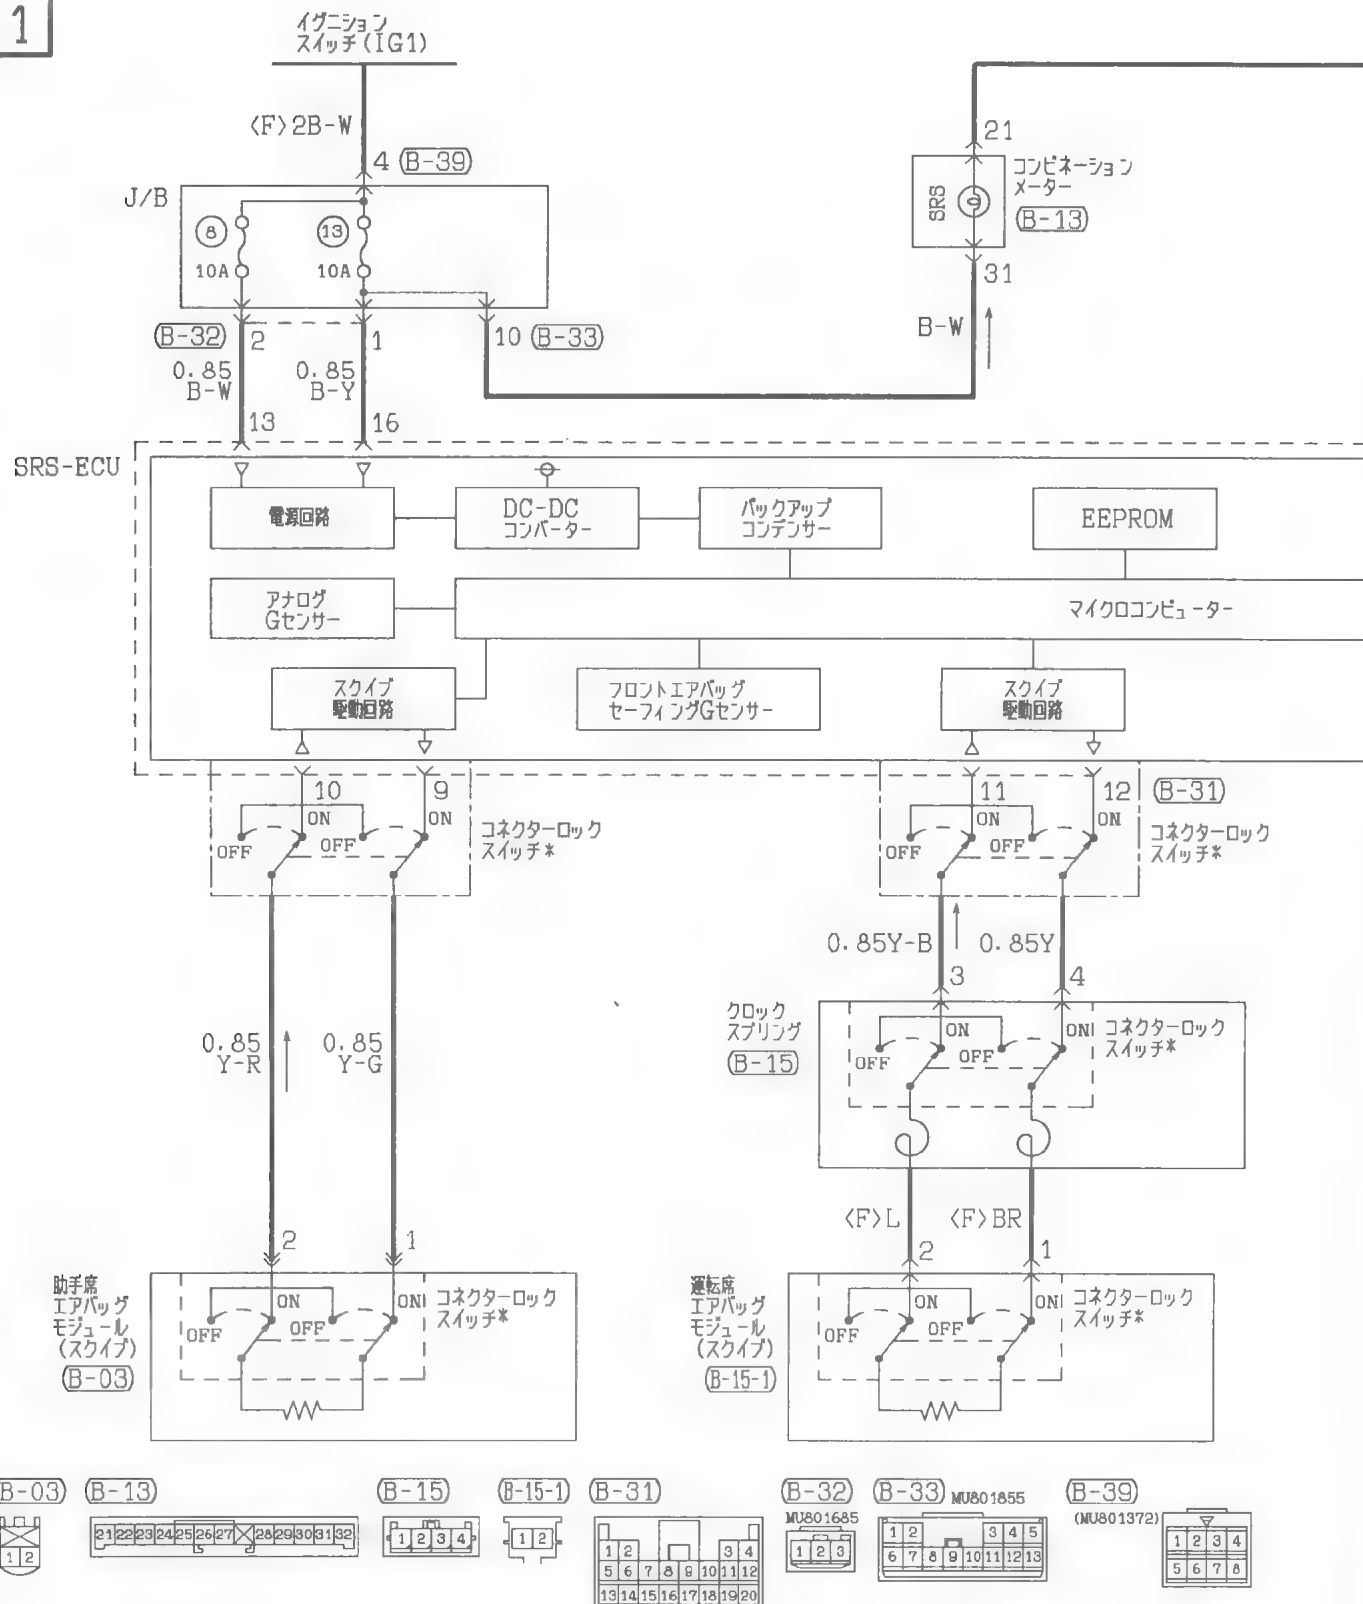 1
イグニション
スイッチ(IG1)
〈F〉2B-W
4 B-39
J/B
8
13
10A
10A
B-32
2
1
10 B-33
0.85
B-W
0.85
B-Y
13
16
21
SRS
コンビネーション
メーター
B-13
31
B-W
SRS-ECU
電源回路
DC-DC
コンバーター
バックアップ
コンデンサー
EEPROM
アナログ
Gセンサー
マイクロコンピューター
スクイブ
駆動回路
フロントエアバッグ
セーフィングGセンサー
スクイブ
駆動回路
10
9
ON
ON
OFF
OFF
コネクターロック
スイッチ*
11
12
B-31
ON
ON
OFF
OFF
コネクターロック
スイッチ*
0.85Y-B
0.85Y
3
4
クロック
スプリング
B-15
ON
ON
OFF
OFF
コネクターロック
スイッチ*
0.85
Y-R
0.85
Y-G
〈F〉L
〈F〉BR
2
1
2
1
助手席
エアバッグ
モジュール
(スクイブ)
B-03
ON
ON
OFF
OFF
コネクターロック
スイッチ*
運転席
エアバッグ
モジュール
(スクイブ)
B-15-1
ON
ON
OFF
OFF
コネクターロック
スイッチ*
B-03
1 2
B-13
21 22 23 24 25 26 27 28 29 30 31 32
B-15
1 2 3 4
B-15-1
1 2
B-31
1 2 3 4
5 6 7 8 9 10 11 12
13 14 15 16 17 18 19 20
B-32
MU801685
1 2 3
B-33 MU801855
1 2 3 4 5
6 7 8 9 10 11 12 13
B-39
(MU801372)
1 2 3 4
5 6 7 8